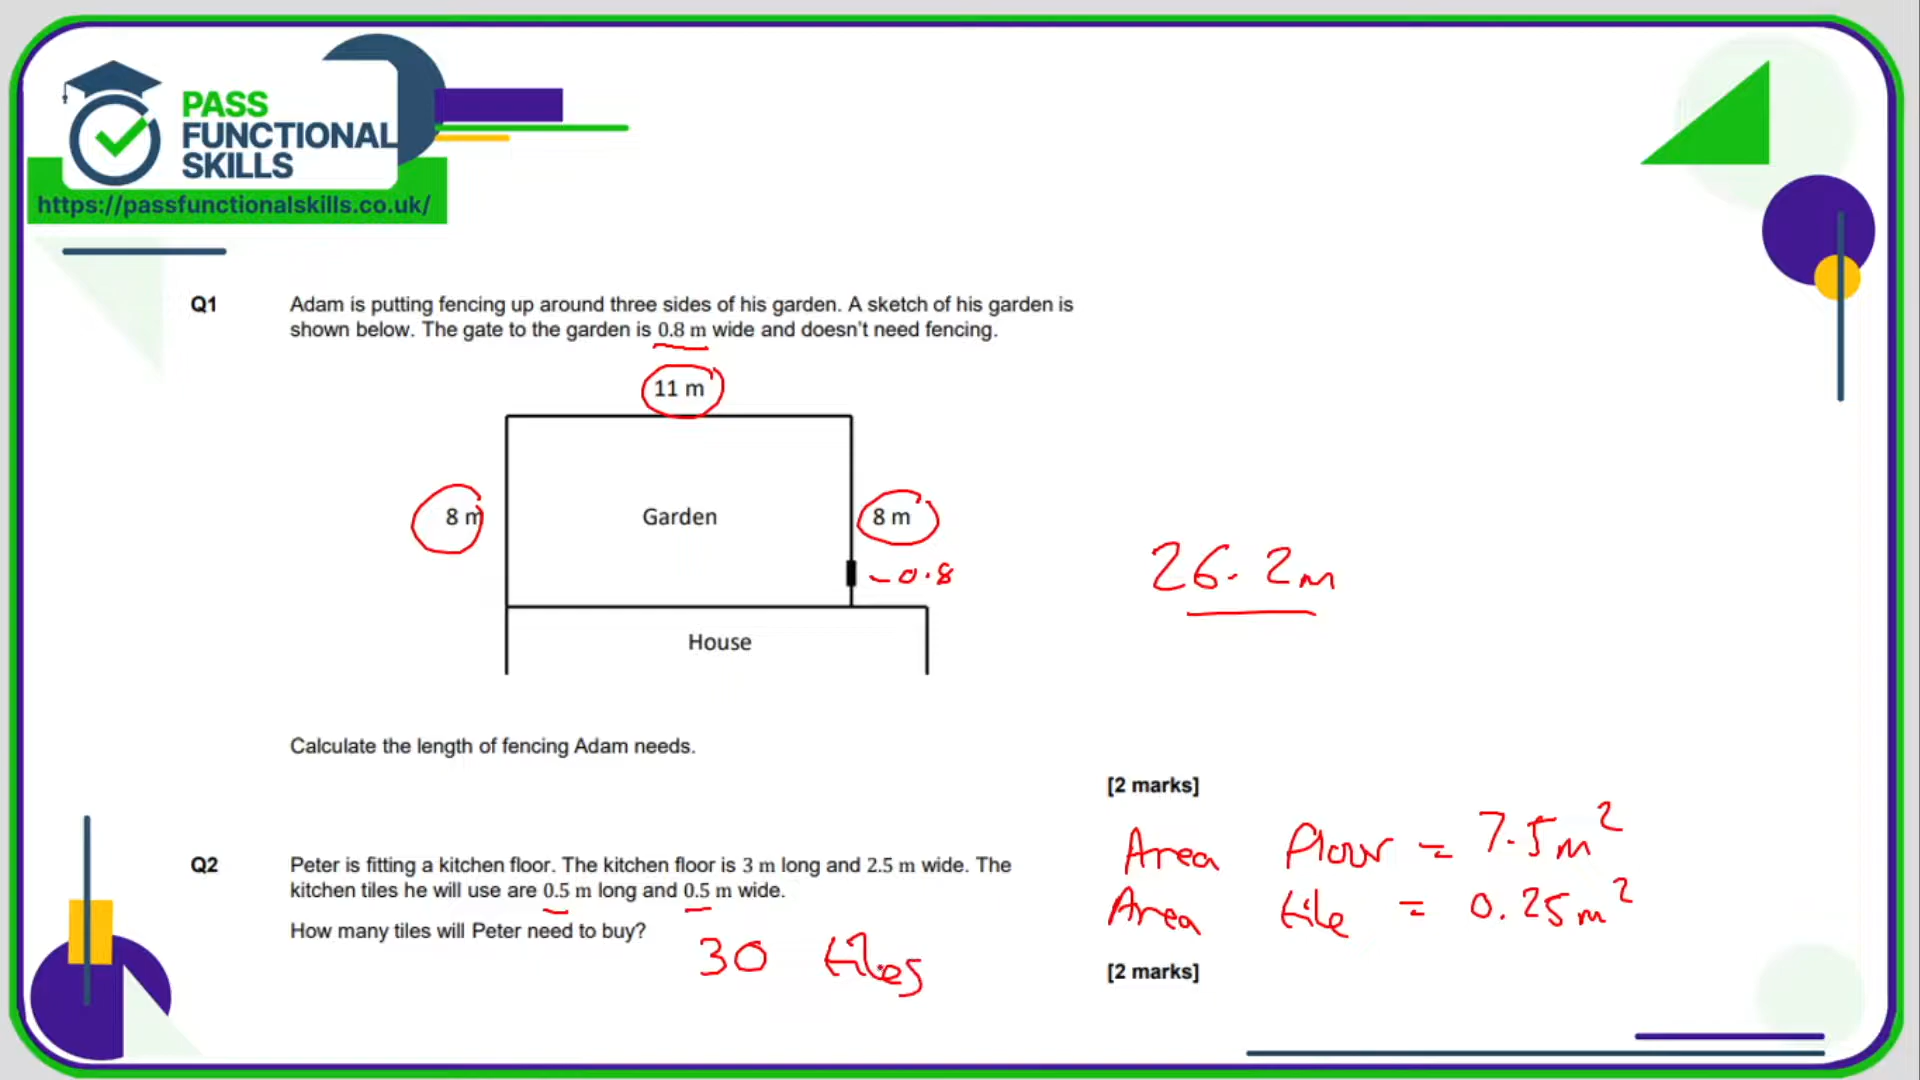 PASS
FUNCTIONAL
SKILLS
https://passfunctionalskills.co.uk/
Q1 Adam is putting fencing up around three sides of his garden. A sketch of his garden is
shown below. The gate to the garden is 0.8 m wide and doesn't need fencing.
11 m
8 m
Garden
8 m
-0.8
26.2m
House
Calculate the length of fencing Adam needs.
[2 marks]
Area floor = 7.5m²
Q2 Peter is fitting a kitchen floor. The kitchen floor is 3 m long and 2.5 m wide. The
kitchen tiles he will use are 0.5 m long and 0.5 m wide.
Area tile = 0.25m²
How many tiles will Peter need to buy?
30 tiles
[2 marks]